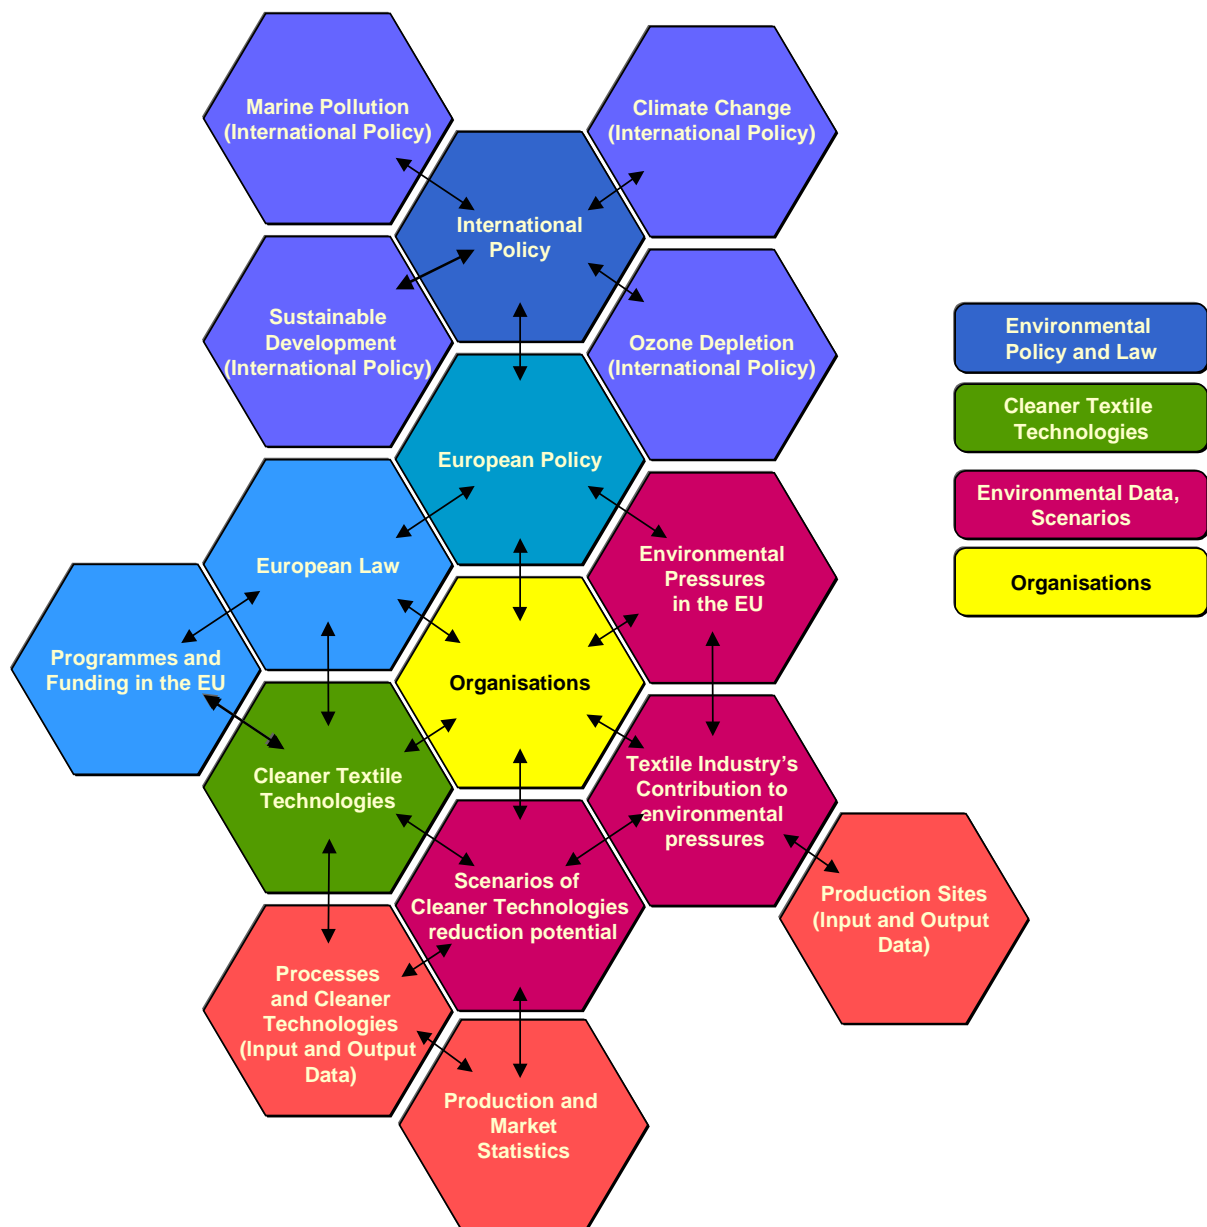 Marine Pollution
(International Policy)
Climate Change
(International Policy)
International
Policy
Sustainable
Development
(International Policy)
Ozone Depletion
(International Policy)
Environmental
Policy and Law
Cleaner Textile
Technologies
Environmental Data,
Scenarios
Organisations
European Policy
European Law
Environmental
Pressures
in the EU
Programmes and
Funding in the EU
Organisations
Cleaner Textile
Technologies
Textile Industry's
Contribution to
environmental
pressures
Scenarios of
Cleaner Technologies
reduction potential
Production Sites
(Input and Output
Data)
Processes
and Cleaner
Technologies
(Input and Output
Data)
Production and
Market
Statistics